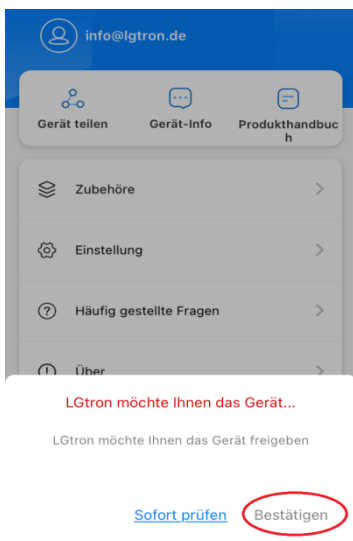 info@lgtron.de
Gerät teilen
Gerät-Info
Produkthandbuc
h
Zubehöre
Einstellung
Häufig gestellte Fragen
Über
LGtron möchte Ihnen das Gerät...
LGtron möchte Ihnen das Gerät freigeben
Sofort prüfen Bestätigen